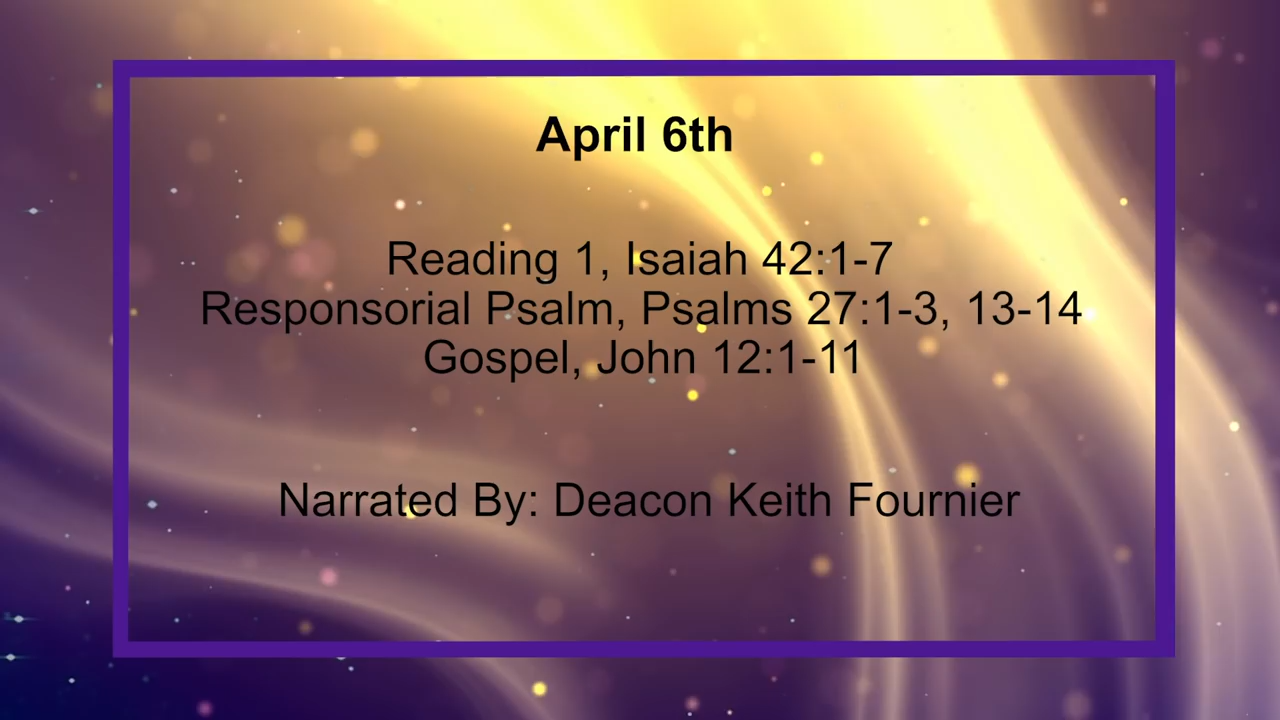 April 6th
Reading 1, Isaiah 42:1-7
Responsorial Psalm, Psalms 27:1-3, 13-14
Gospel, John 12:1-11
Narrated By: Deacon Keith Fournier